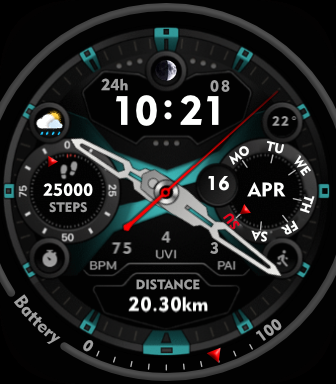 24h 08
10:21
22°
0
25000
STEPS
25
50
75
16
APR
MO
TU
WE
TH
FR
SA
SU
75
BPM
4
UVI
3
PAI
DISTANCE
20.30km
Battery
0
100